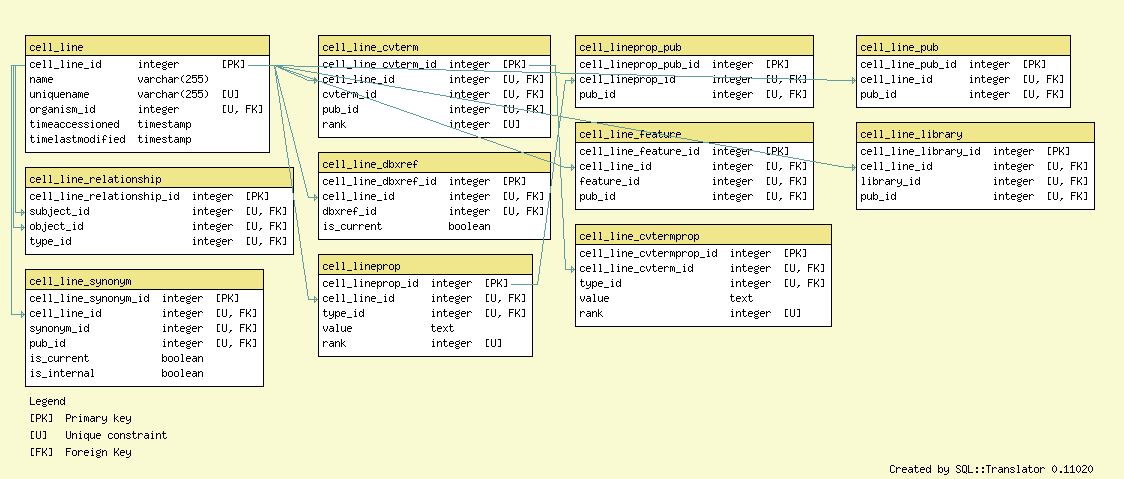 cell_line
cell_line_id integer [PK]
name varchar(255)
uniquename varchar(255) [U]
organism_id integer [U, FK]
timeaccessioned timestamp
timelastmodified timestamp
cell_line_relationship
cell_line_relationship_id integer [PK]
subject_id integer [U, FK]
object_id integer [U, FK]
type_id integer [U, FK]
cell_line_synonym
cell_line_synonym_id integer [PK]
cell_line_id integer [U, FK]
synonym_id integer [U, FK]
pub_id integer [U, FK]
is_current boolean
is_internal boolean
cell_line_cvterm
cell_line_cvterm_id integer [PK]
cell_line_id integer [U, FK]
cvterm_id integer [U, FK]
pub_id integer [U, FK]
rank integer [U]
cell_line_dbxref
cell_line_dbxref_id integer [PK]
cell_line_id integer [U, FK]
dbxref_id integer [U, FK]
is_current boolean
cell_lineprop
cell_lineprop_id integer [PK]
cell_line_id integer [U, FK]
type_id integer [U, FK]
value text
rank integer [U]
cell_lineprop_pub
cell_lineprop_pub_id integer [PK]
cell_lineprop_id integer [U, FK]
pub_id integer [U, FK]
cell_line_feature
cell_line_feature_id integer [PK]
cell_line_id integer [U, FK]
feature_id integer [U, FK]
pub_id integer [U, FK]
cell_line_cvtermprop
cell_line_cvtermprop_id integer [PK]
cell_line_cvterm_id integer [U, FK]
type_id integer [U, FK]
value text
rank integer [U]
cell_line_pub
cell_line_pub_id integer [PK]
cell_line_id integer [U, FK]
pub_id integer [U, FK]
cell_line_library
cell_line_library_id integer [PK]
cell_line_id integer [U, FK]
library_id integer [U, FK]
pub_id integer [U, FK]
Legend
[PK] Primary key
[U] Unique constraint
[FK] Foreign Key
Created by SQL::Translator 0.11020